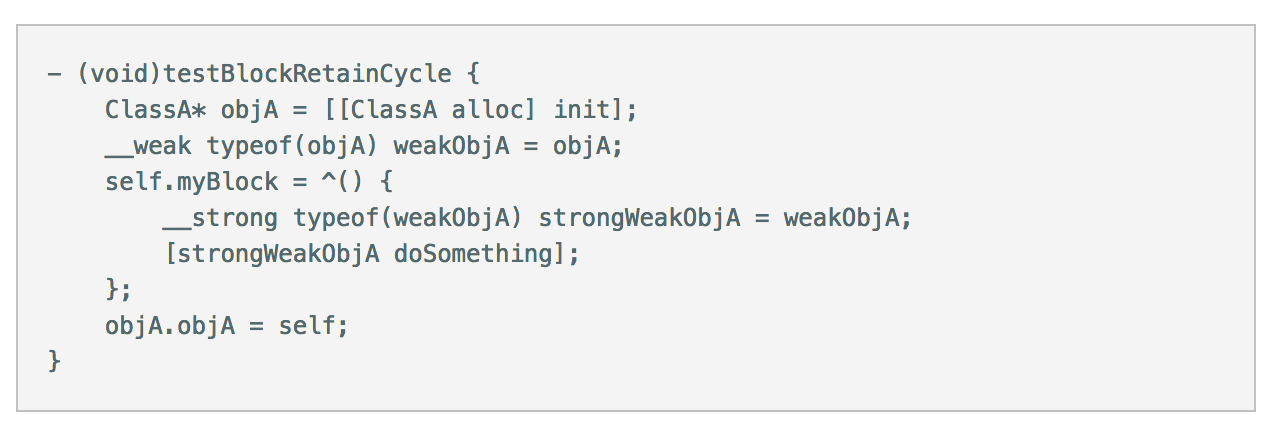 - (void)testBlockRetainCycle {
    ClassA* objA = [[ClassA alloc] init];
    __weak typeof(objA) weakObjA = objA;
    self.myBlock = ^() {
        __strong typeof(weakObjA) strongWeakObjA = weakObjA;
        [strongWeakObjA doSomething];
    };
    objA.objA = self;
}